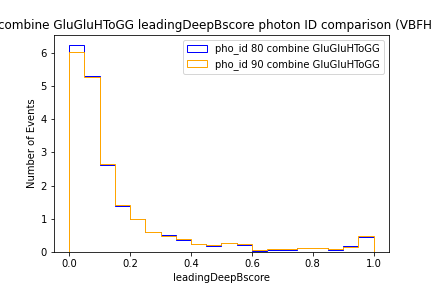 combine GluGluHToGG leadingDeepBscore photon ID comparison (VBFH
pho_id 80 combine GluGluHToGG
pho_id 90 combine GluGluHToGG
Number of Events
6
5
4
3
2
1
0
0.0 0.2 0.4 0.6 0.8 1.0
leadingDeepBscore